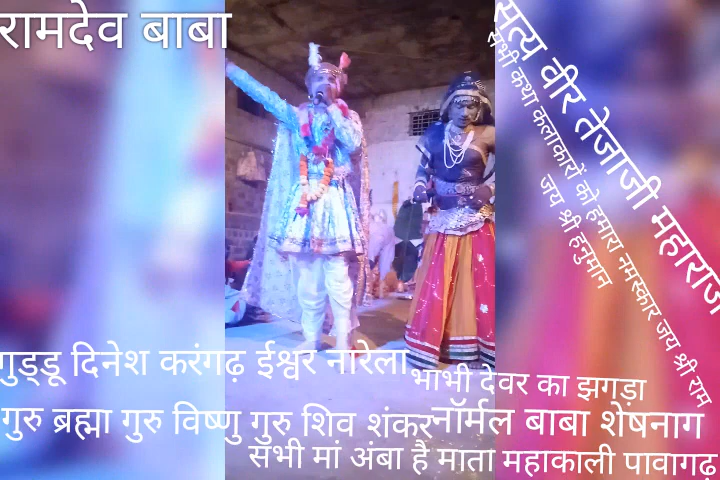 रामदेव बाबा
सत्य वीर तेजाजी महाराज
सभी कथा कलाकारों को हमारा नमस्कार जय श्री राम
जय श्री हनुमान
गुड्डू दिनेश करंगढ़ ईश्वर नारेला
भाभी देवर का झगड़ा
गुरु ब्रह्मा गुरु विष्णु गुरु शिव शंकर
नॉर्मल बाबा शेषनाग
सभी मां अंबा है माता महाकाली पावागढ़